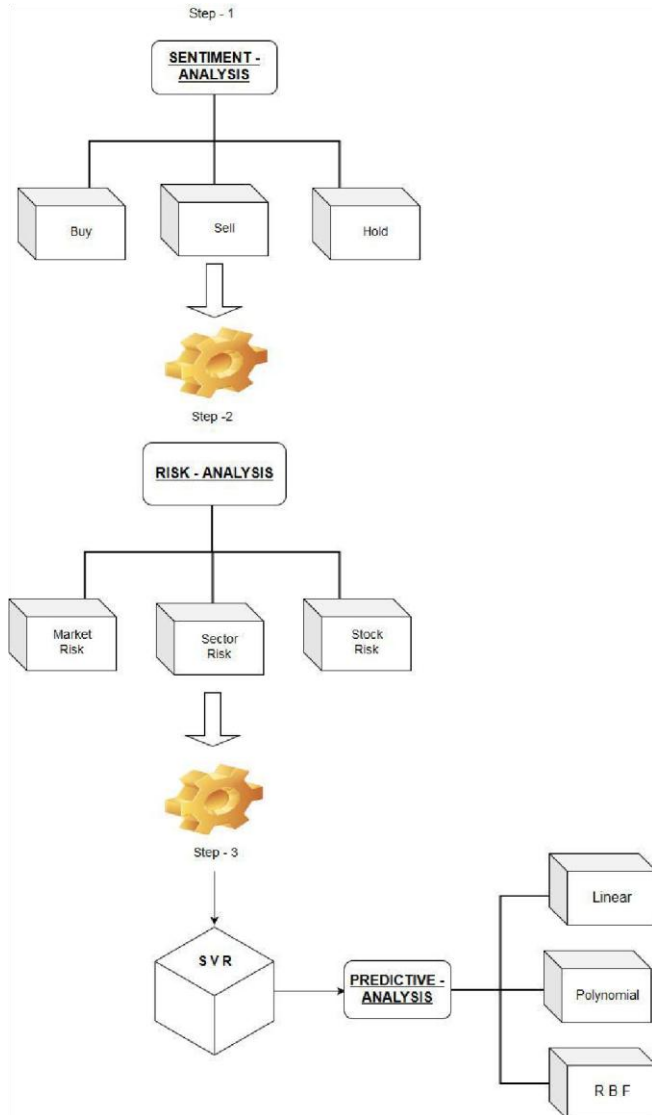 Step - 1
SENTIMENT -
ANALYSIS
Buy
Sell
Hold
Step -2
RISK - ANALYSIS
Market
Risk
Sector
Risk
Stock
Risk
Step - 3
S V R
PREDICTIVE -
ANALYSIS
Linear
Polynomial
R B F